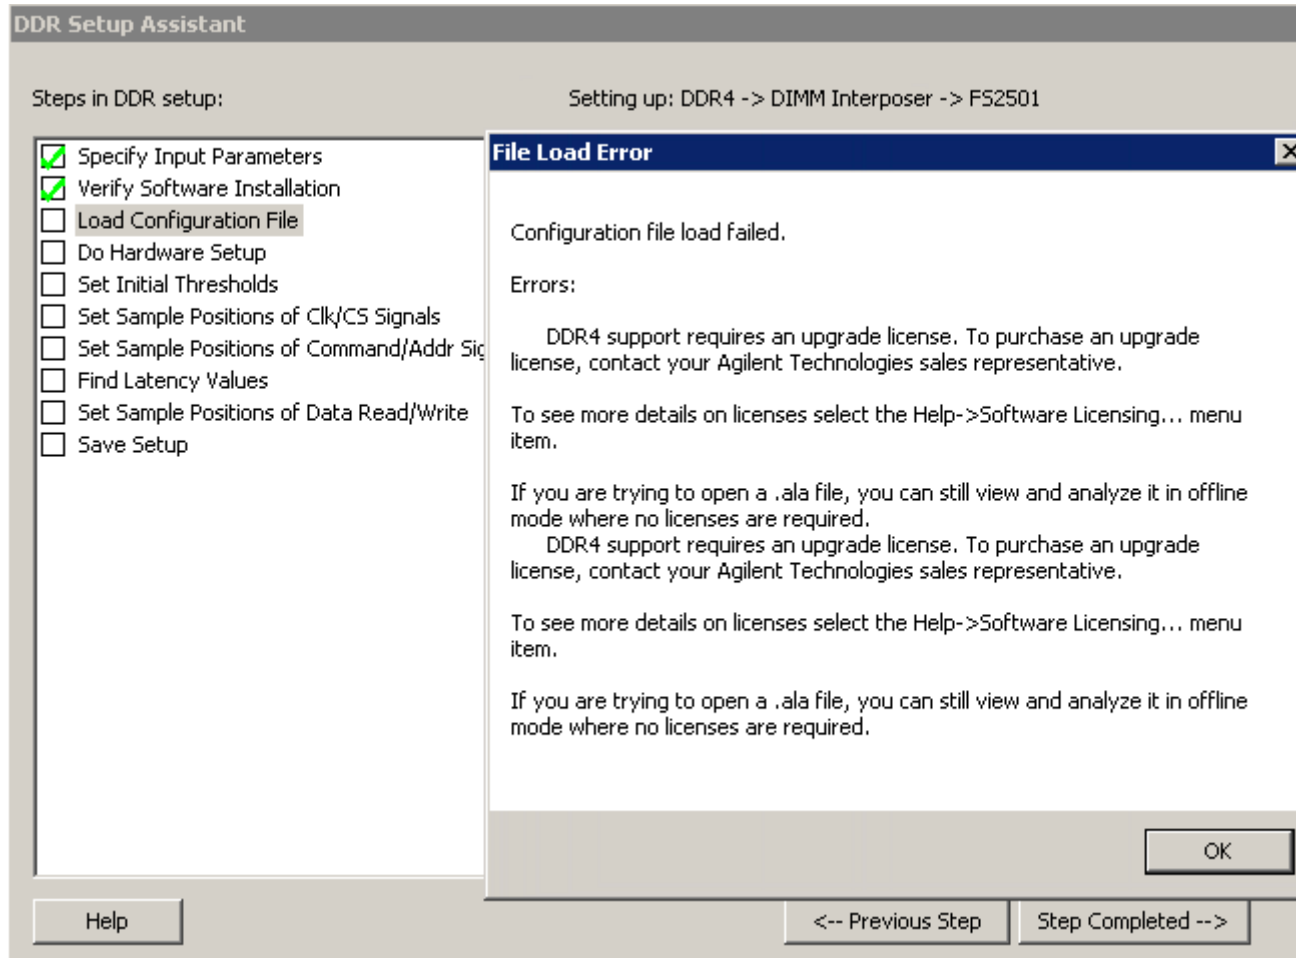 DDR Setup Assistant
Steps in DDR setup:
Setting up: DDR4 -> DIMM Interposer -> FS2501
Specify Input Parameters
Verify Software Installation
Load Configuration File
Do Hardware Setup
Set Initial Thresholds
Set Sample Positions of Clk/CS Signals
Set Sample Positions of Command/Addr Sig
Find Latency Values
Set Sample Positions of Data Read/Write
Save Setup
File Load Error
Configuration file load failed.
Errors:
DDR4 support requires an upgrade license. To purchase an upgrade
license, contact your Agilent Technologies sales representative.
To see more details on licenses select the Help->Software Licensing... menu
item.
If you are trying to open a .ala file, you can still view and analyze it in offline
mode where no licenses are required.
DDR4 support requires an upgrade license. To purchase an upgrade
license, contact your Agilent Technologies sales representative.
To see more details on licenses select the Help->Software Licensing... menu
item.
If you are trying to open a .ala file, you can still view and analyze it in offline
mode where no licenses are required.
OK
Help
<-- Previous Step
Step Completed -->